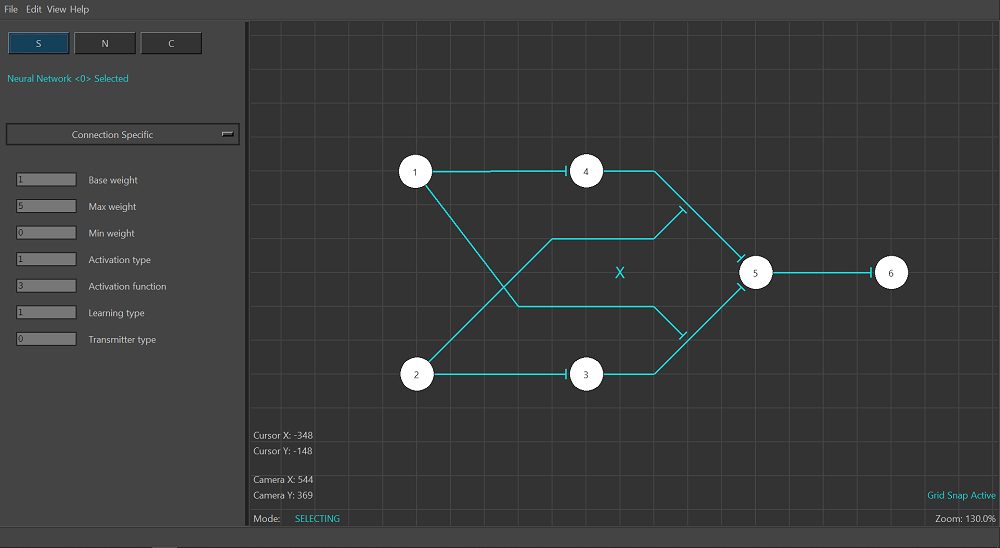 File Edit View Help
S N C
Neural Network <0> Selected
Connection Specific
1 Base weight
5 Max weight
0 Min weight
1 Activation type
3 Activation function
1 Learning type
0 Transmitter type
1 4
X 5 6
2 3
Cursor X: -348
Cursor Y: -148
Camera X: 544
Camera Y: 369
Grid Snap Active
Mode: SELECTING
Zoom: 130.0%